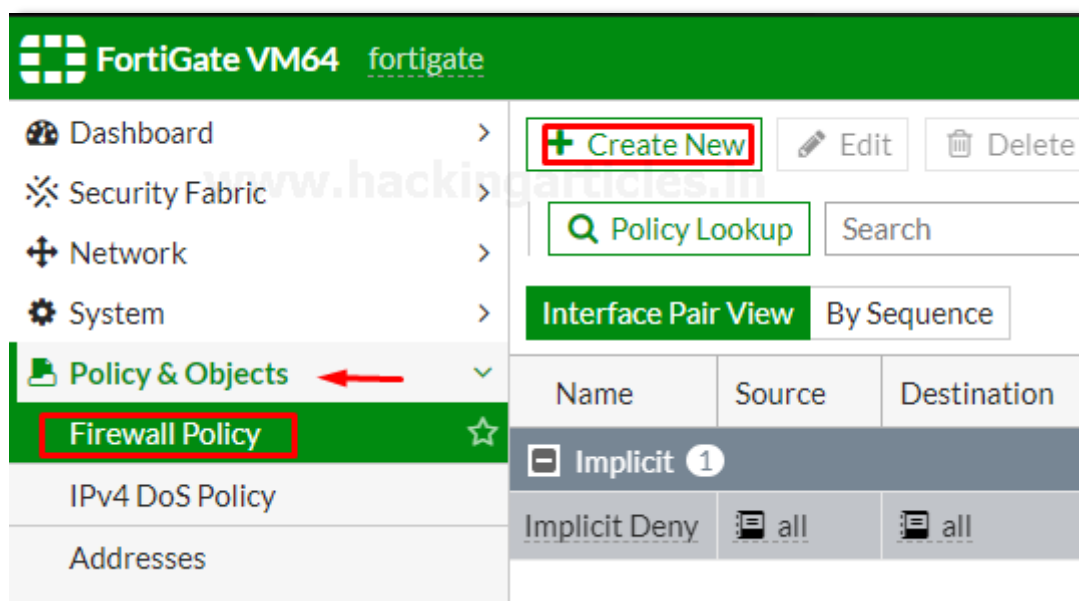 FortiGate VM64 fortigate
Dashboard
Security Fabric
Network
System
Policy & Objects
Firewall Policy
IPv4 DoS Policy
Addresses
+ Create New Edit Delete
www.hackingarticles.in
Policy Lookup Search
Interface Pair View By Sequence
Name Source Destination
Implicit 1
Implicit Deny all all